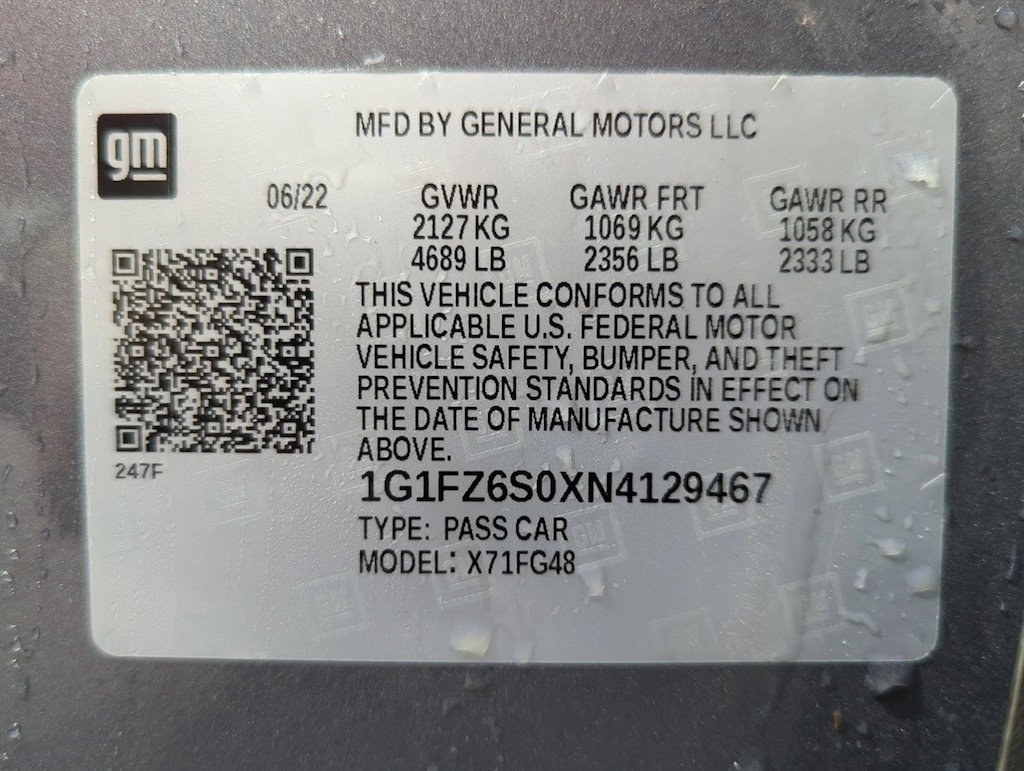 gm
MFD BY GENERAL MOTORS LLC
06/22 GVWR GAWR FRT GAWR RR
2127 KG 1069 KG 1058 KG
4689 LB 2356 LB 2333 LB
THIS VEHICLE CONFORMS TO ALL
APPLICABLE U.S. FEDERAL MOTOR
VEHICLE SAFETY, BUMPER, AND THEFT
PREVENTION STANDARDS IN EFFECT ON
THE DATE OF MANUFACTURE SHOWN
ABOVE.
247F
1G1FZ6S0XN4129467
TYPE: PASS CAR
MODEL: X71FG48